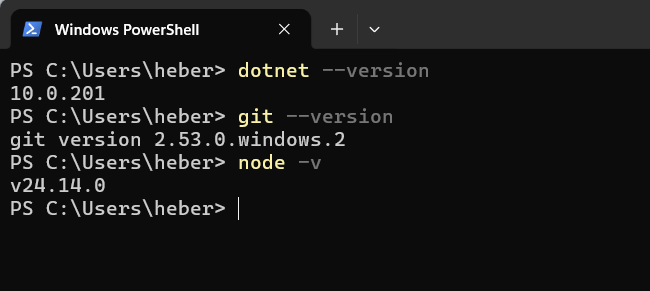 Windows PowerShell
PS C:\Users\heber> dotnet --version
10.0.201
PS C:\Users\heber> git --version
git version 2.53.0.windows.2
PS C:\Users\heber> node -v
v24.14.0
PS C:\Users\heber>